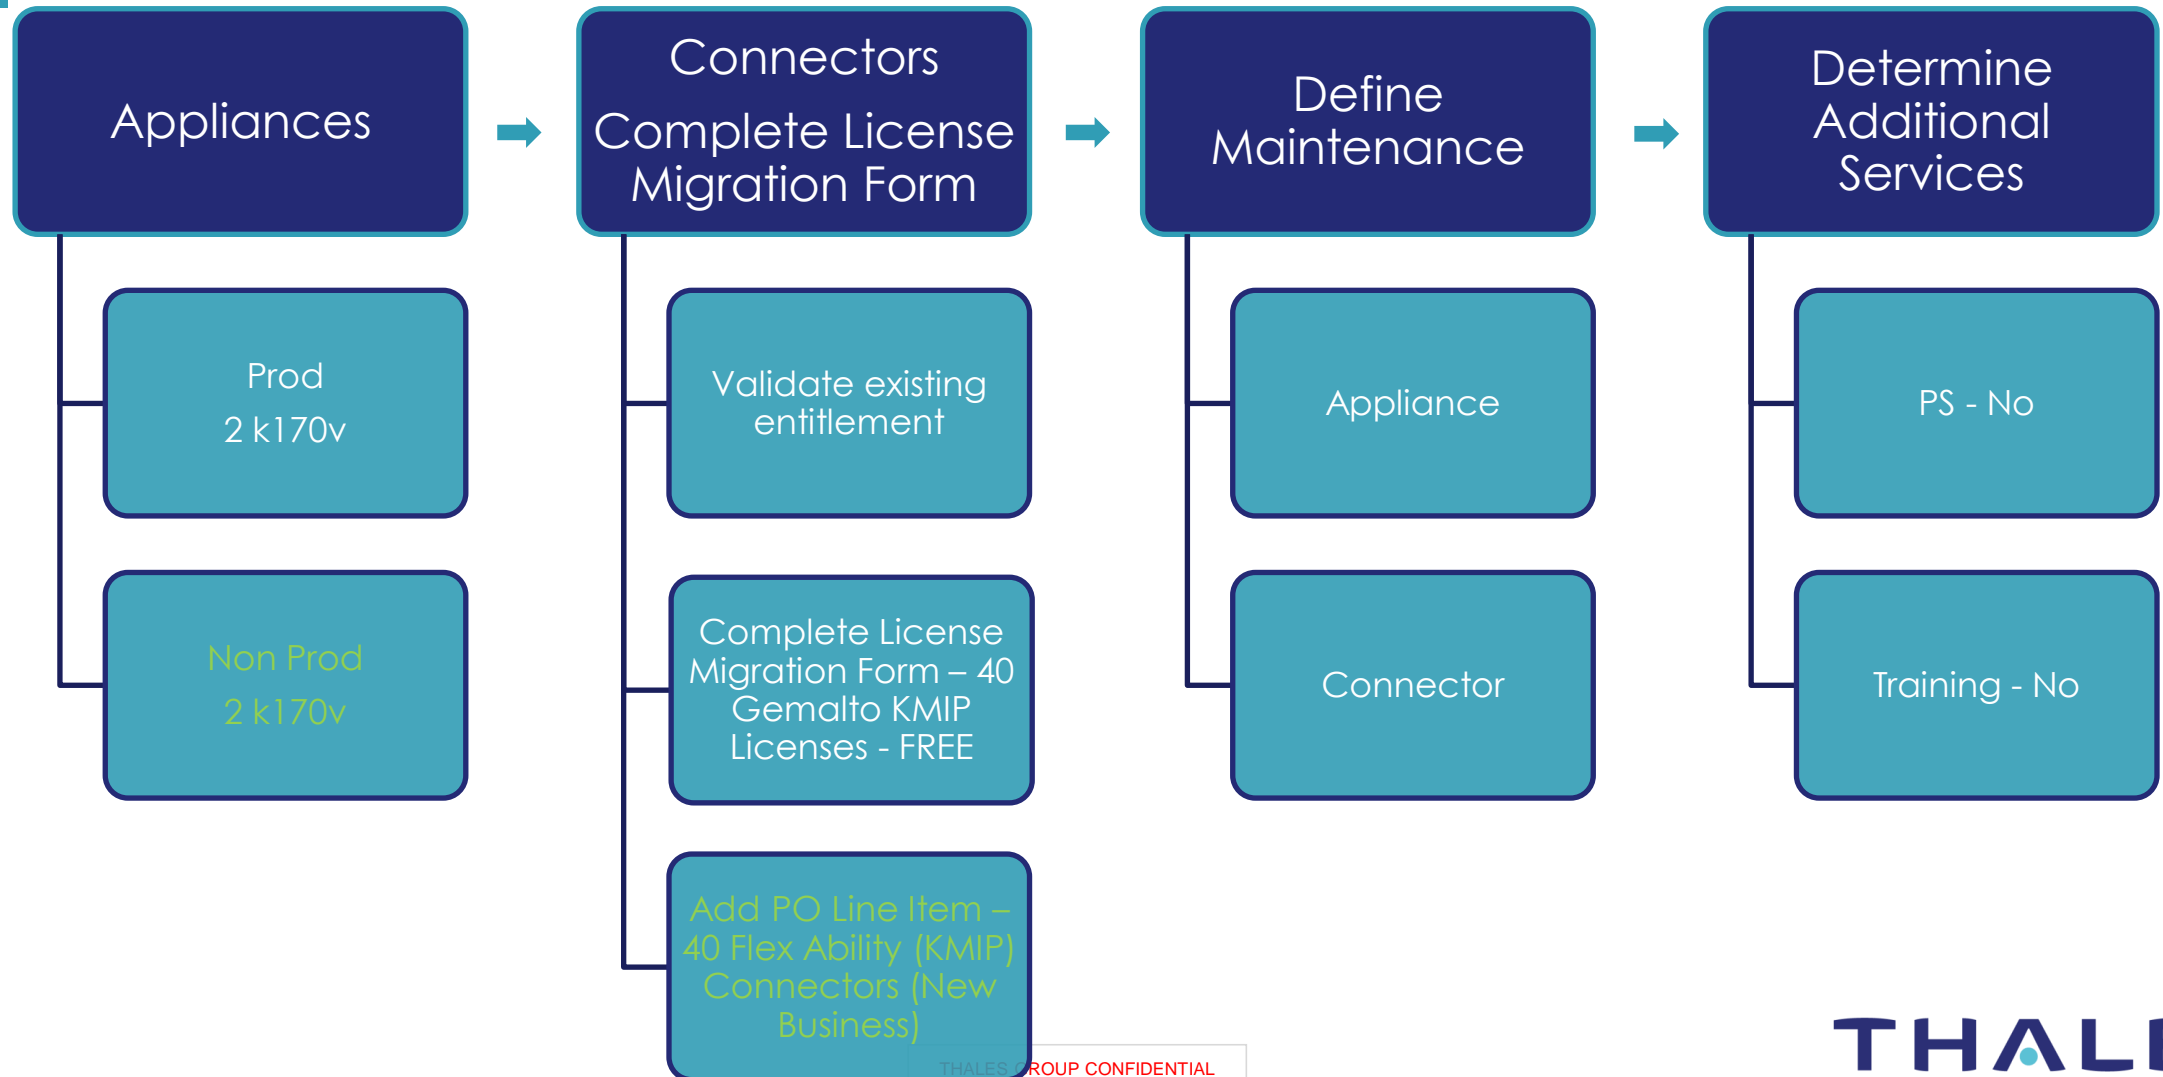 Appliances
Prod
2 k170v
Non Prod
2 k170v
Connectors
Complete License
Migration Form
Validate existing
entitlement
Complete License
Migration Form – 40
Gemalto KMIP
Licenses - FREE
Add PO Line Item –
40 Flex Ability (KMIP)
Connectors (New
Business)
Define
Maintenance
Appliance
Connector
Determine
Additional
Services
PS - No
Training - No
THALES GROUP CONFIDENTIAL
THALE